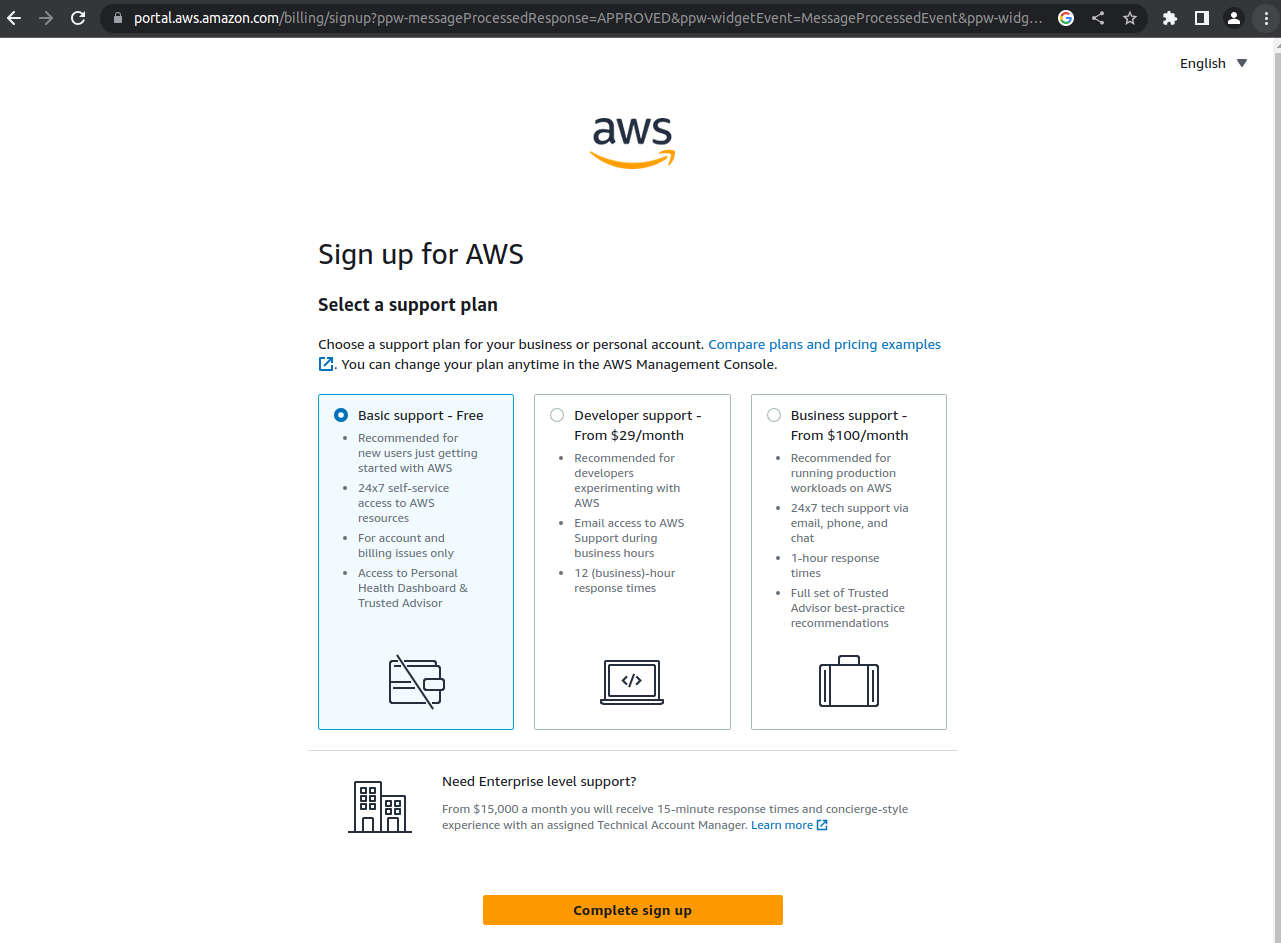 portal.aws.amazon.com/billing/signup?ppw-messageProcessedResponse=APPROVED&ppw-widgetEvent=MessageProcessedEvent&ppw-widg...
English
aws
Sign up for AWS
Select a support plan
Choose a support plan for your business or personal account. Compare plans and pricing examples
. You can change your plan anytime in the AWS Management Console.
Basic support - Free
Recommended for
new users just getting
started with AWS
24x7 self-service
access to AWS
resources
For account and
billing issues only
Access to Personal
Health Dashboard &
Trusted Advisor
Developer support -
From $29/month
Recommended for
developers
experimenting with
AWS
Email access to AWS
Support during
business hours
12 (business)-hour
response times
</>
Business support -
From $100/month
Recommended for
running production
workloads on AWS
24x7 tech support via
email, phone, and
chat
1-hour response
times
Full set of Trusted
Advisor best-practice
recommendations
Need Enterprise level support?
From $15,000 a month you will receive 15-minute response times and concierge-style
experience with an assigned Technical Account Manager. Learn more
Complete sign up